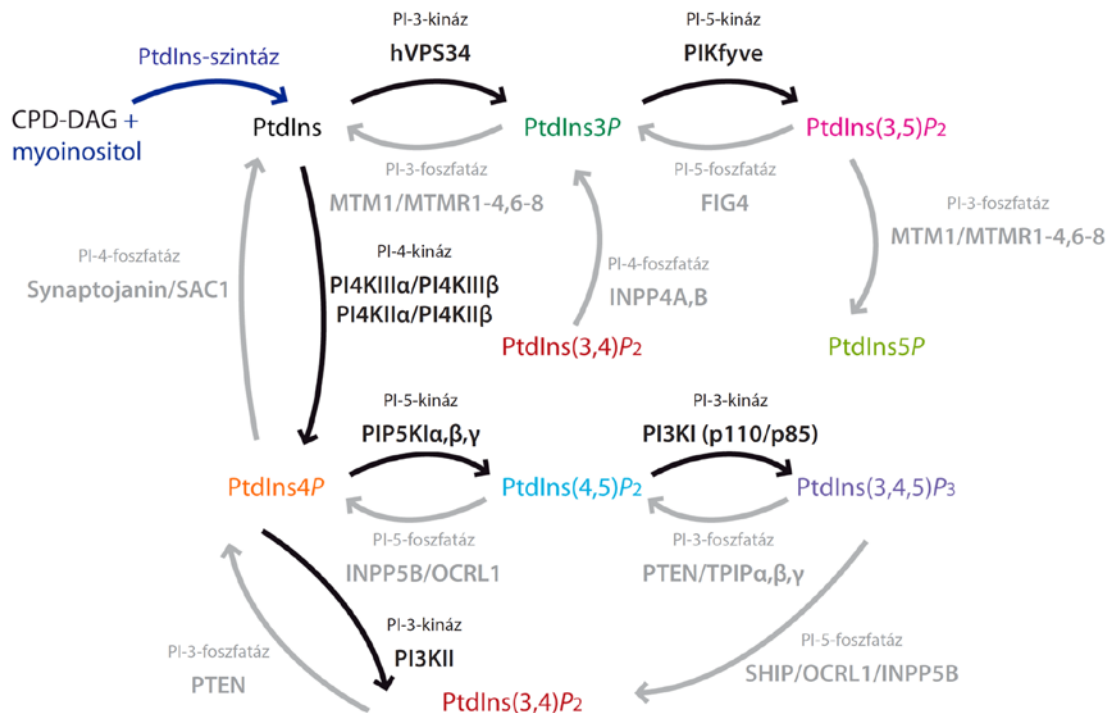 PI-3-kináz
hVPS34
PI-5-kináz
PIKfyve
PtdIns-szintáz
CPD-DAG +
myoinositol
PtdIns
PtdIns3P
PtdIns(3,5)P2
PI-3-foszfatáz
MTM1/MTMR1-4,6-8
PI-5-foszfatáz
FIG4
PI-3-foszfatáz
MTM1/MTMR1-4,6-8
PI-4-foszfatáz
Synaptojanin/SAC1
PI-4-kináz
PI4KIIIα/PI4KIIIβ
PI4KIIα/PI4KIIβ
PI-4-foszfatáz
INPP4A,B
PtdIns(3,4)P2
PtdIns5P
PI-5-kináz
PIP5KIα,β,γ
PI-3-kináz
PI3KI (p110/p85)
PtdIns4P
PtdIns(4,5)P2
PtdIns(3,4,5)P3
PI-5-foszfatáz
INPP5B/OCRL1
PI-3-foszfatáz
PTEN/TPIPα,β,γ
PI-3-kináz
PI3KII
PI-3-foszfatáz
PTEN
PI-5-foszfatáz
SHIP/OCRL1/INPP5B
PtdIns(3,4)P2